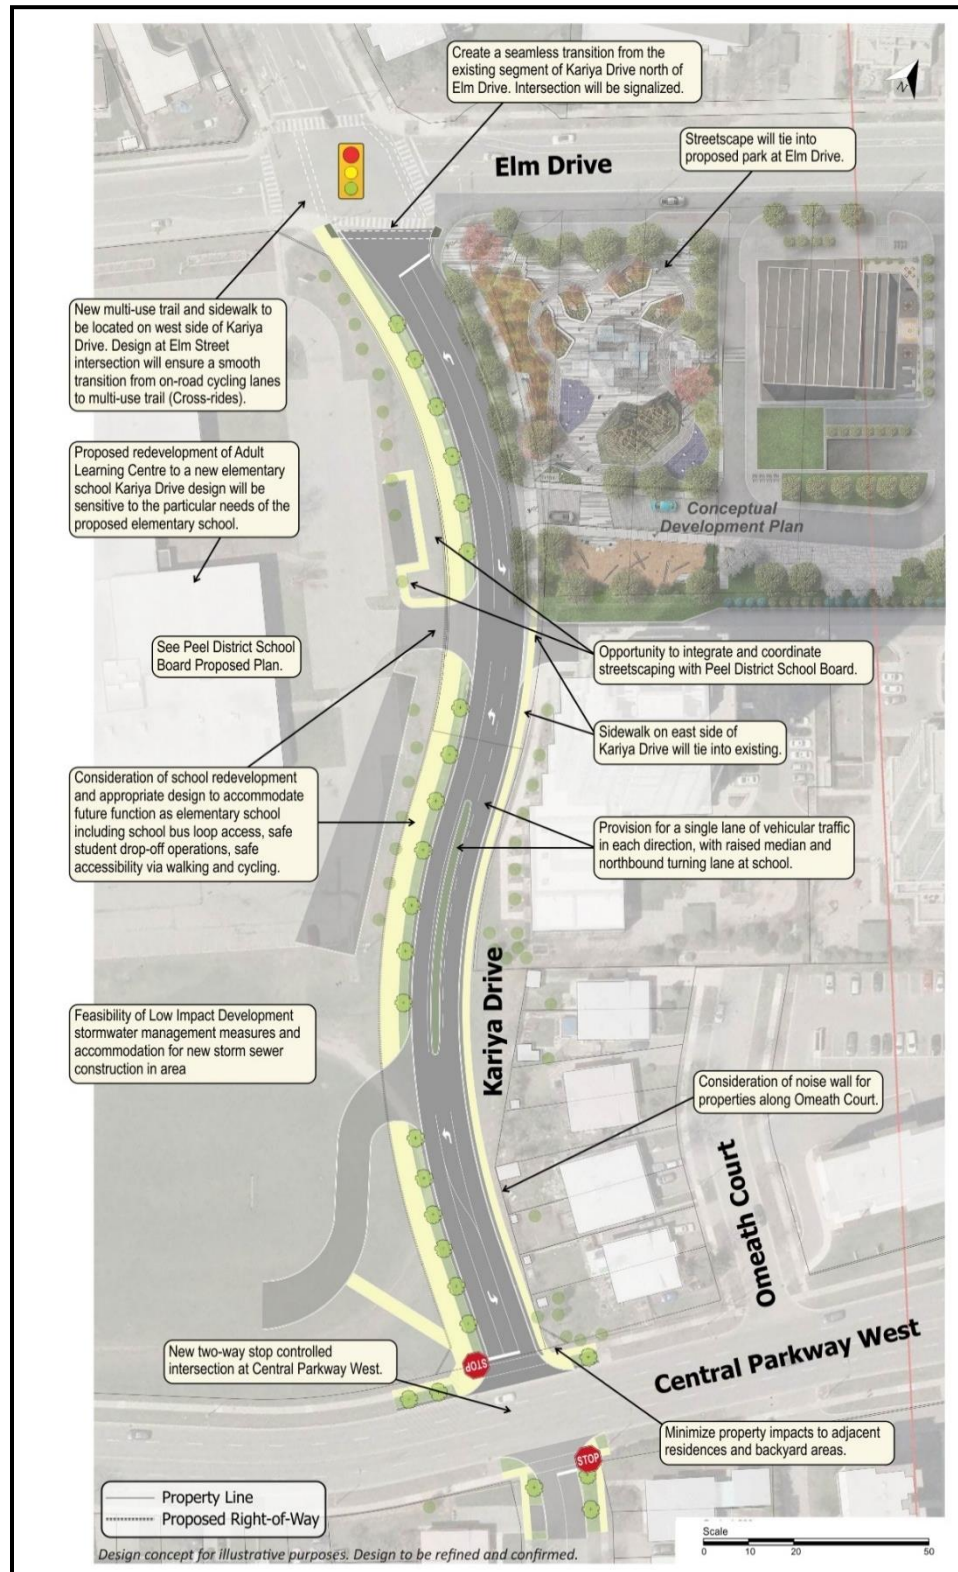 Create a seamless transition from the
existing segment of Kariya Drive north of
Elm Drive. Intersection will be signalized.
N
Elm Drive
Streetscape will tie into
proposed park at Elm Drive.
New multi-use trail and sidewalk to
be located on west side of Kariya
Drive. Design at Elm Street
intersection will ensure a smooth
transition from on-road cycling lanes
to multi-use trail (Cross-rides).
Proposed redevelopment of Adult
Learning Centre to a new elementary
school Kariya Drive design will be
sensitive to the particular needs of the
proposed elementary school.
Conceptual
Development Plan
See Peel District School
Board Proposed Plan.
Opportunity to integrate and coordinate
streetscaping with Peel District School Board.
Sidewalk on east side of
Kariya Drive will tie into existing.
Consideration of school redevelopment
and appropriate design to accommodate
future function as elementary school
including school bus loop access, safe
student drop-off operations, safe
accessibility via walking and cycling.
Provision for a single lane of vehicular traffic
in each direction, with raised median and
northbound turning lane at school.
Kariya Drive
Feasibility of Low Impact Development
stormwater management measures and
accommodation for new storm sewer
construction in area
Consideration of noise wall for
properties along Omeath Court.
Omeath Court
New two-way stop controlled
intersection at Central Parkway West.
STOP
Central Parkway West
Minimize property impacts to adjacent
residences and backyard areas.
STOP
Property Line
Proposed Right-of-Way
Design concept for illustrative purposes. Design to be refined and confirmed.
Scale
0 10 20 50